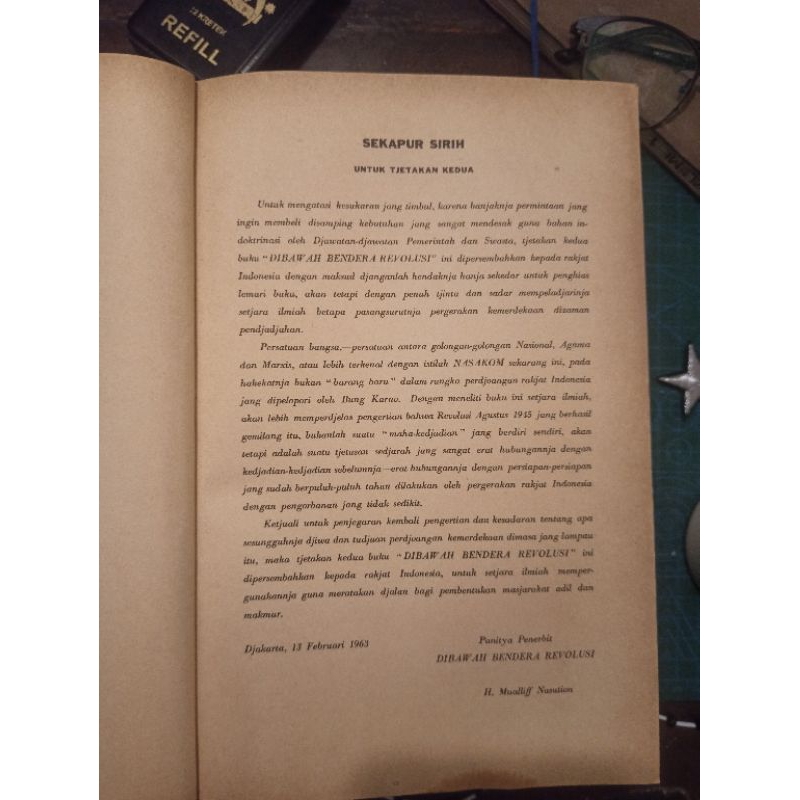 KRETEK
REFILL
SEKAPUR SIRIH
UNTUK TJETAKAN KEDUA
Untuk mengatasi kesukaran jang timbul, karena banjaknja permintaan jang
ingin membeli disamping kebutuhan jang sangat mendesak guna bahan in-
doktrinasi oleh Djawatan-djawatan Pemerintah dan Swasta, tjetakan kedua
buku "DIBAWAH BENDERA REVOLUSI" ini dipersembahkan kepada rakjat
Indonesia dengan maksud djanganlah hendaknja hanja sekedar untuk penghias
lemari buku, akan tetapi dengan penuh tjinta dan sadar mempeladjarinja
setjara ilmiah betapa pasangsurutnja pergerakan kemerdekaan dizaman
pendjadjahan.
Persatuan bangsa,—persatuan antara golongan-golongan Nasional, Agama
dan Marxis, atau lebih terkenal dengan istilah NASAKOM sekarang ini, pada
hakekatnja bukan "barang baru" dalam rangka perdjoangan rakjat Indonesia
jang dipelopori oleh Bung Karno. Dengan meneliti buku ini setjara ilmiah,
akan lebih memperdjelas pengertian bahwa Revolusi Agustus 1945 jang berhasil
gemilang itu, bukanlah suatu "maha-kedjadian" jang berdiri sendiri, akan
tetapi adalah suatu tjetusan sedjarah jang sangat erat hubungannja dengan
kedjadian-kedjadian sebelumnja—erat hubungannja dengan persiapan-persiapan
jang sudah berpuluh-puluh tahun dilakukan oleh pergerakan rakjat Indonesia
dengan pengorbanan jang tidak sedikit.
Ketjuali untuk penjegaran kembali pengertian dan kesadaran tentang apa
sesungguhnja djiwa dan tudjuan perdjoangan kemerdekaan dimasa jang lampau
itu, maka tjetakan kedua buku "DIBAWAH BENDERA REVOLUSI" ini
dipersembahkan kepada rakjat Indonesia, untuk setjara ilmiah memper-
gunakannja guna meratakan djalan bagi pembentukan masjarakat adil dan
makmur.
Djakarta, 13 Februari 1963
Panitya Penerbit
DIBAWAH BENDERA REVOLUSI
H. Mualliff Nasution